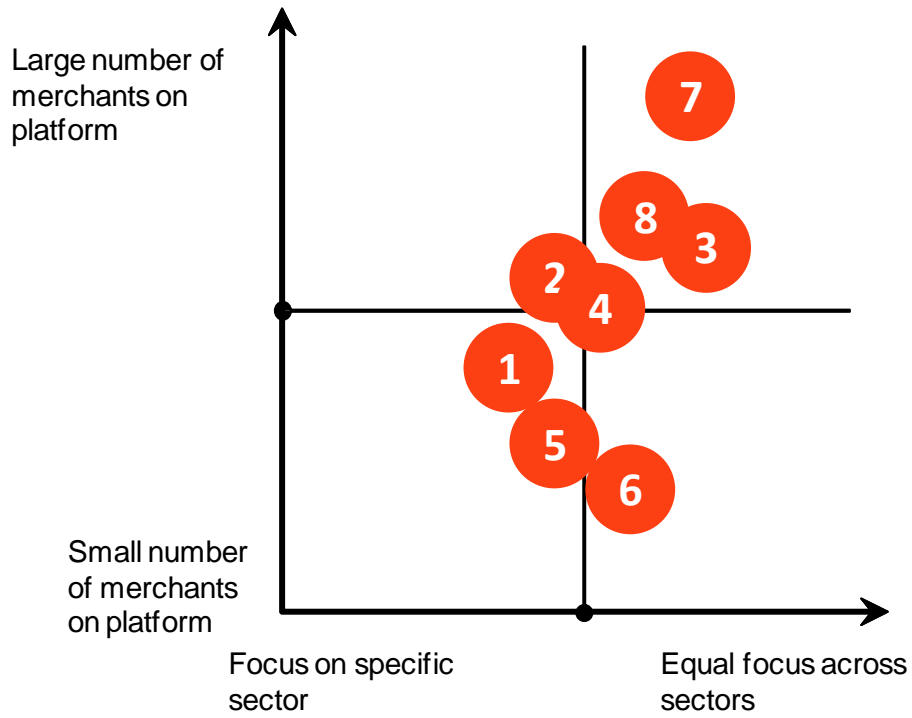 Large number of
merchants on
platform
7
8
3
2
4
1
5
6
Small number
of merchants
on platform
Focus on specific
sector
Equal focus across
sectors